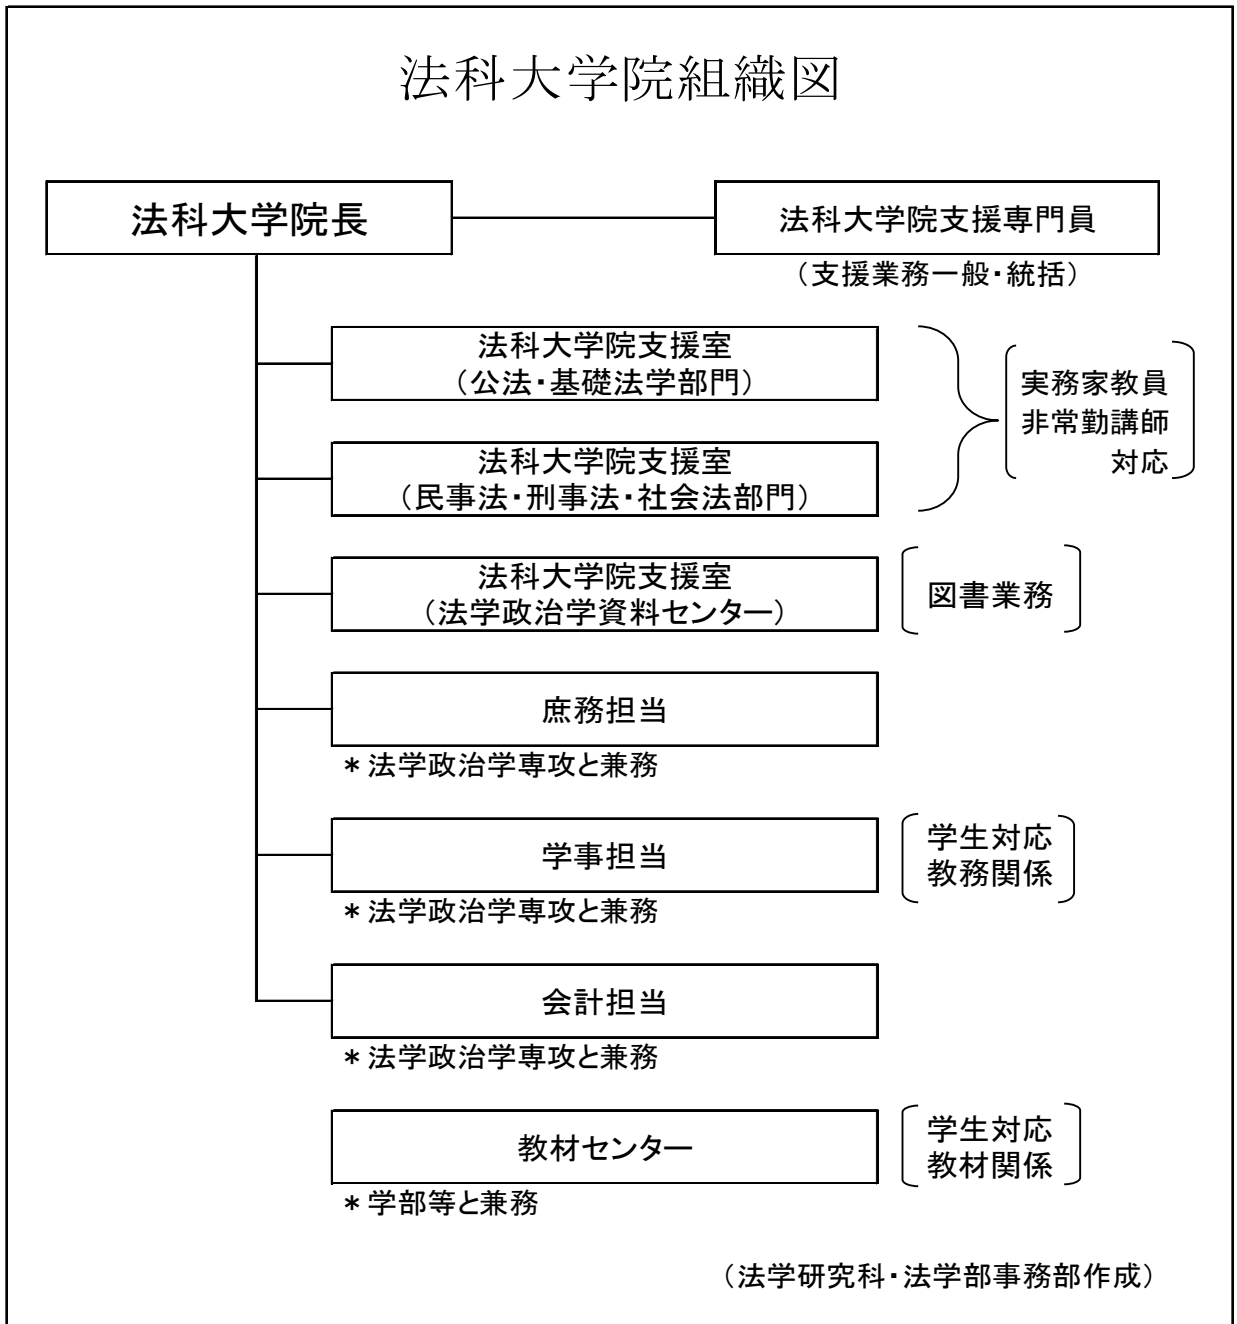 法科大学院組織図
法科大学院長
法科大学院支援専門員
（支援業務一般・統括）
法科大学院支援室
（公法・基礎法学部門）
法科大学院支援室
（民事法・刑事法・社会法部門）
実務家教員
非常勤講師
対応
法科大学院支援室
（法学政治学資料センター）
図書業務
庶務担当
＊法学政治学専攻と兼務
学事担当
＊法学政治学専攻と兼務
学生対応
教務関係
会計担当
＊法学政治学専攻と兼務
教材センター
＊学部等と兼務
学生対応
教材関係
（法学研究科・法学部事務部作成）